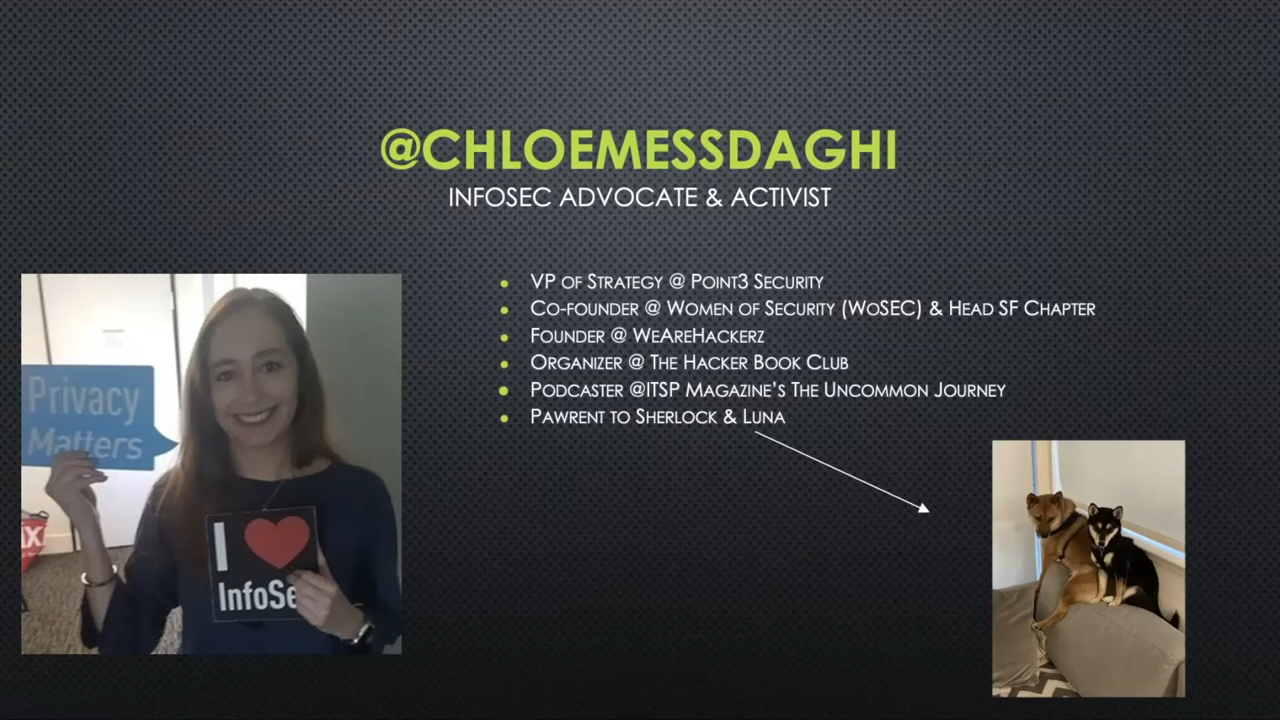 @CHLOEMESSDAGHI
INFOSEC ADVOCATE & ACTIVIST
VP OF STRATEGY @ POINT3 SECURITY
CO-FOUNDER @ WOMEN OF SECURITY (WOSEC) & HEAD SF CHAPTER
FOUNDER @ WEAREHACKERZ
ORGANIZER @ THE HACKER BOOK CLUB
PODCASTER @ITSP MAGAZINE'S THE UNCOMMON JOURNEY
PAWRENT TO SHERLOCK & LUNA
Privacy
Matters
I
InfoSe